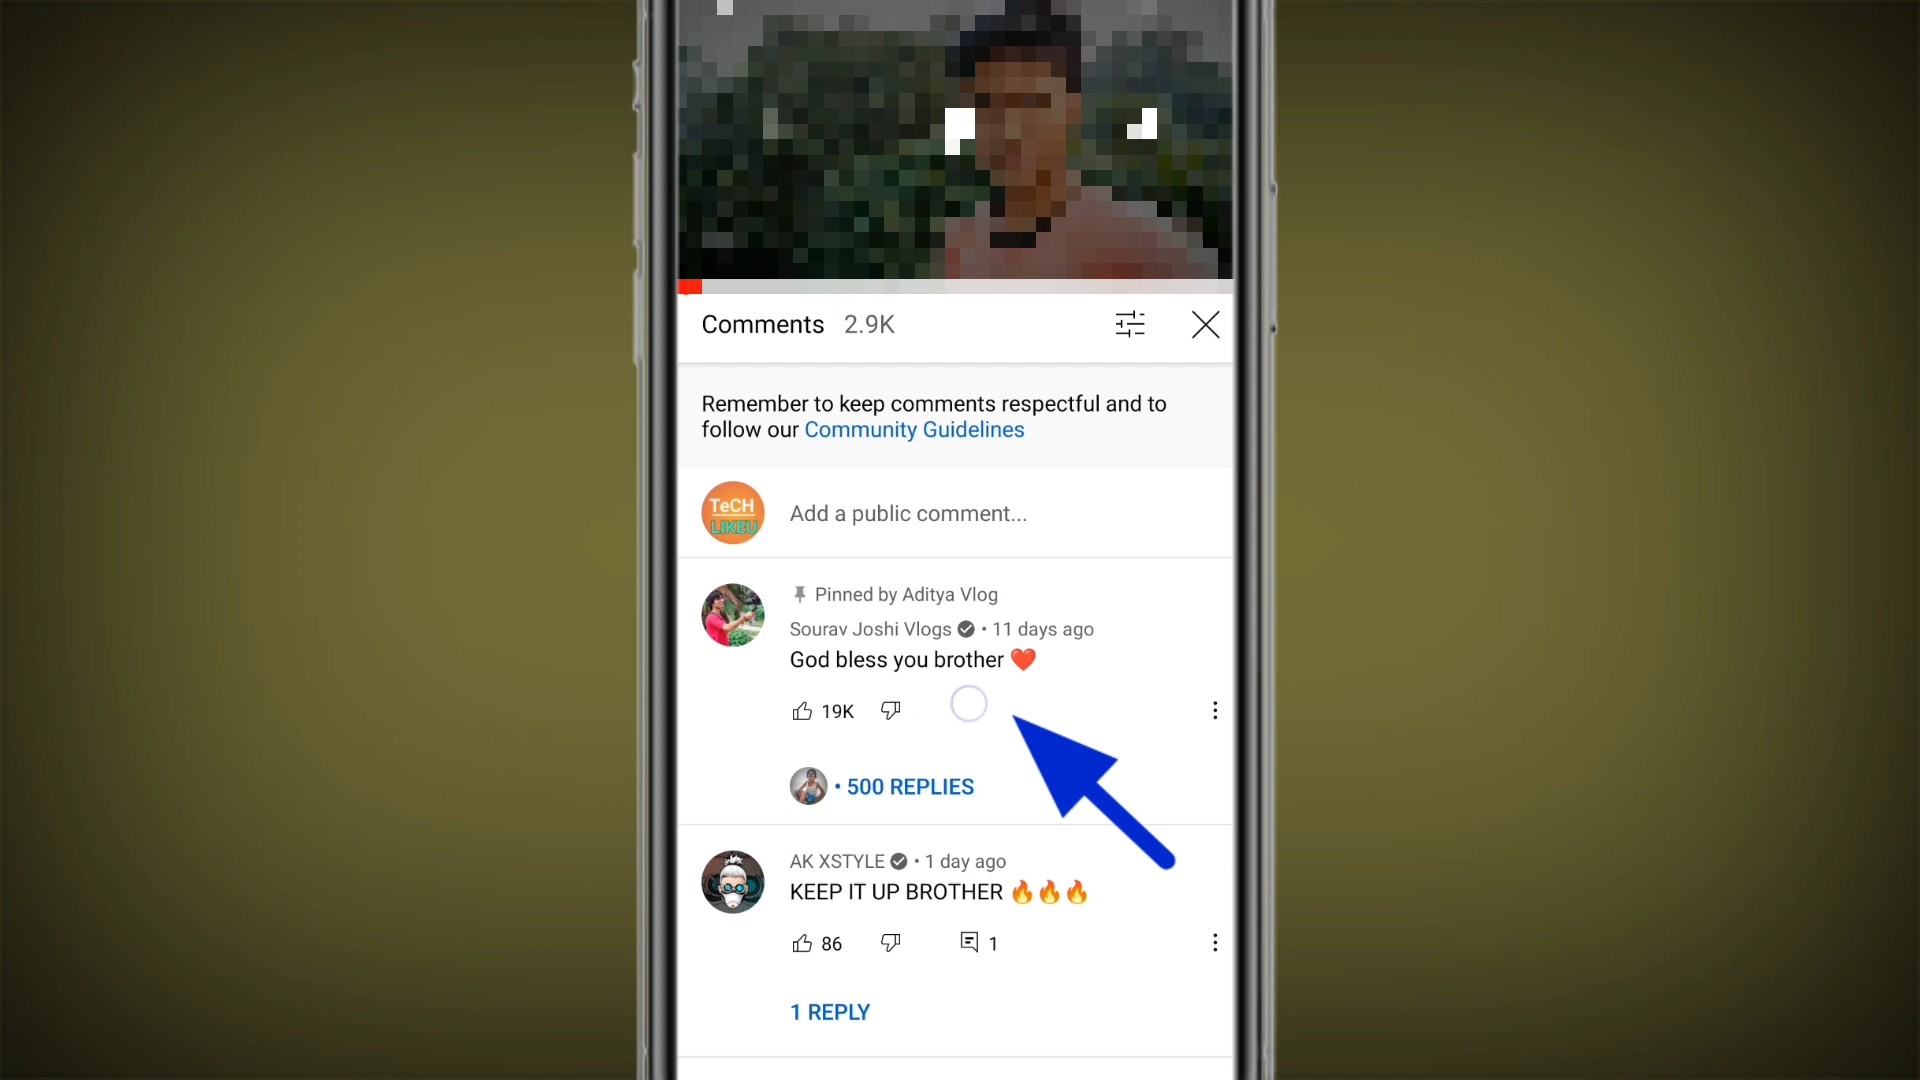 Comments 2.9K
Remember to keep comments respectful and to
follow our Community Guidelines
TeCH
LIKEU
Add a public comment...
Pinned by Aditya Vlog
Sourav Joshi Vlogs • 11 days ago
God bless you brother ❤️
19K
• 500 REPLIES
AK XSTYLE • 1 day ago
KEEP IT UP BROTHER 🔥🔥🔥
86 1
1 REPLY